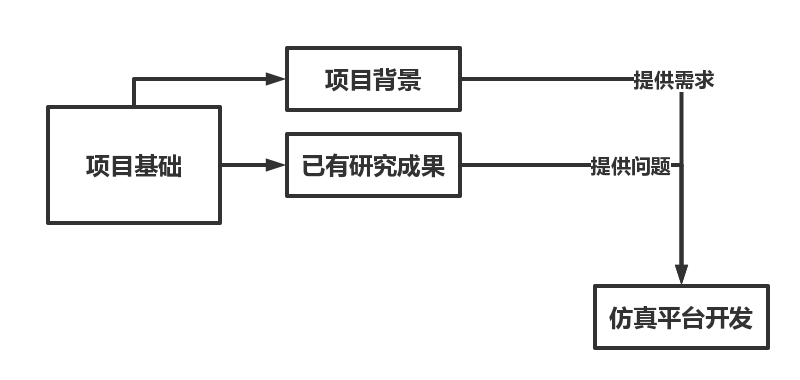 项目背景
提供需求
项目基础
已有研究成果
提供问题
仿真平台开发